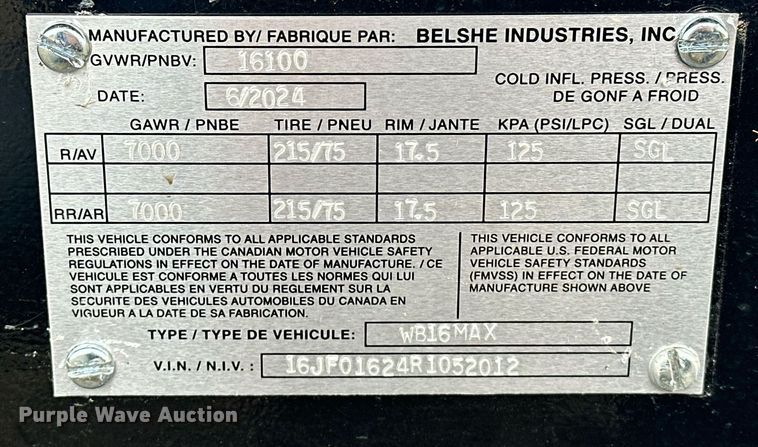 MANUFACTURED BY/ FABRIQUE PAR: BELSHE INDUSTRIES, INC
GVWR/PNBV: 16100
COLD INFL. PRESS. / PRESS.
DE GONF A FROID
DATE: 6/2024
GAWR / PNBE TIRE / PNEU RIM / JANTE KPA (PSI/LPC) SGL / DUAL
R/AV 7000 215/75 17.5 125 SGL
RR/AR 7000 215/75 17.5 125 SGL
THIS VEHICLE CONFORMS TO ALL APPLICABLE STANDARDS
PRESCRIBED UNDER THE CANADIAN MOTOR VEHICLE SAFETY
REGULATIONS IN EFFECT ON THE DATE OF MANUFACTURE. / CE
VEHICULE EST CONFORME A TOUTES LES NORMES QUI LUI
SONT APPLICABLES EN VERTU DU REGLEMENT SUR LA
SECURITE DES VEHICULES AUTOMOBILES DU CANADA EN
VIGUEUR A LA DATE DE SA FABRICATION.
THIS VEHICLE CONFORMS TO ALL
APPLICABLE U.S. FEDERAL MOTOR
VEHICLE SAFETY STANDARDS
(FMVSS) IN EFFECT ON THE DATE OF
MANUFACTURE SHOWN ABOVE
TYPE / TYPE DE VEHICULE: WB16MAX
V.I.N. / N.I.V. : 16JF01624R1052012
Purple Wave Auction